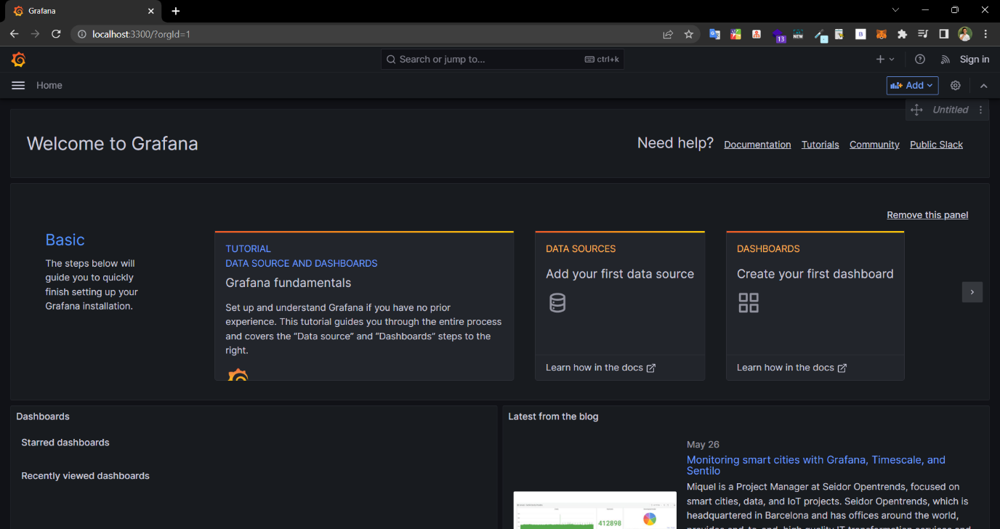 Grafana
localhost:3300/?orgId=1
13
NEW
B
Search or jump to...
ctrl+k
Sign in
Home
Add
Untitled
Welcome to Grafana
Need help?
Documentation
Tutorials
Community
Public Slack
Remove this panel
Basic
The steps below will
guide you to quickly
finish setting up your
Grafana installation.
TUTORIAL
DATA SOURCE AND DASHBOARDS
Grafana fundamentals
Set up and understand Grafana if you have no prior
experience. This tutorial guides you through the entire process
and covers the “Data source” and “Dashboards” steps to the
right.
DATA SOURCES
Add your first data source
Learn how in the docs
DASHBOARDS
Create your first dashboard
Learn how in the docs
Dashboards
Starred dashboards
Recently viewed dashboards
Latest from the blog
May 26
Monitoring smart cities with Grafana, Timescale, and
Sentilo
Miquel is a Project Manager at Seidor Opentrends, focused on
smart cities, data, and IoT projects. Seidor Opentrends, which is
headquartered in Barcelona and has offices around the world,
412898